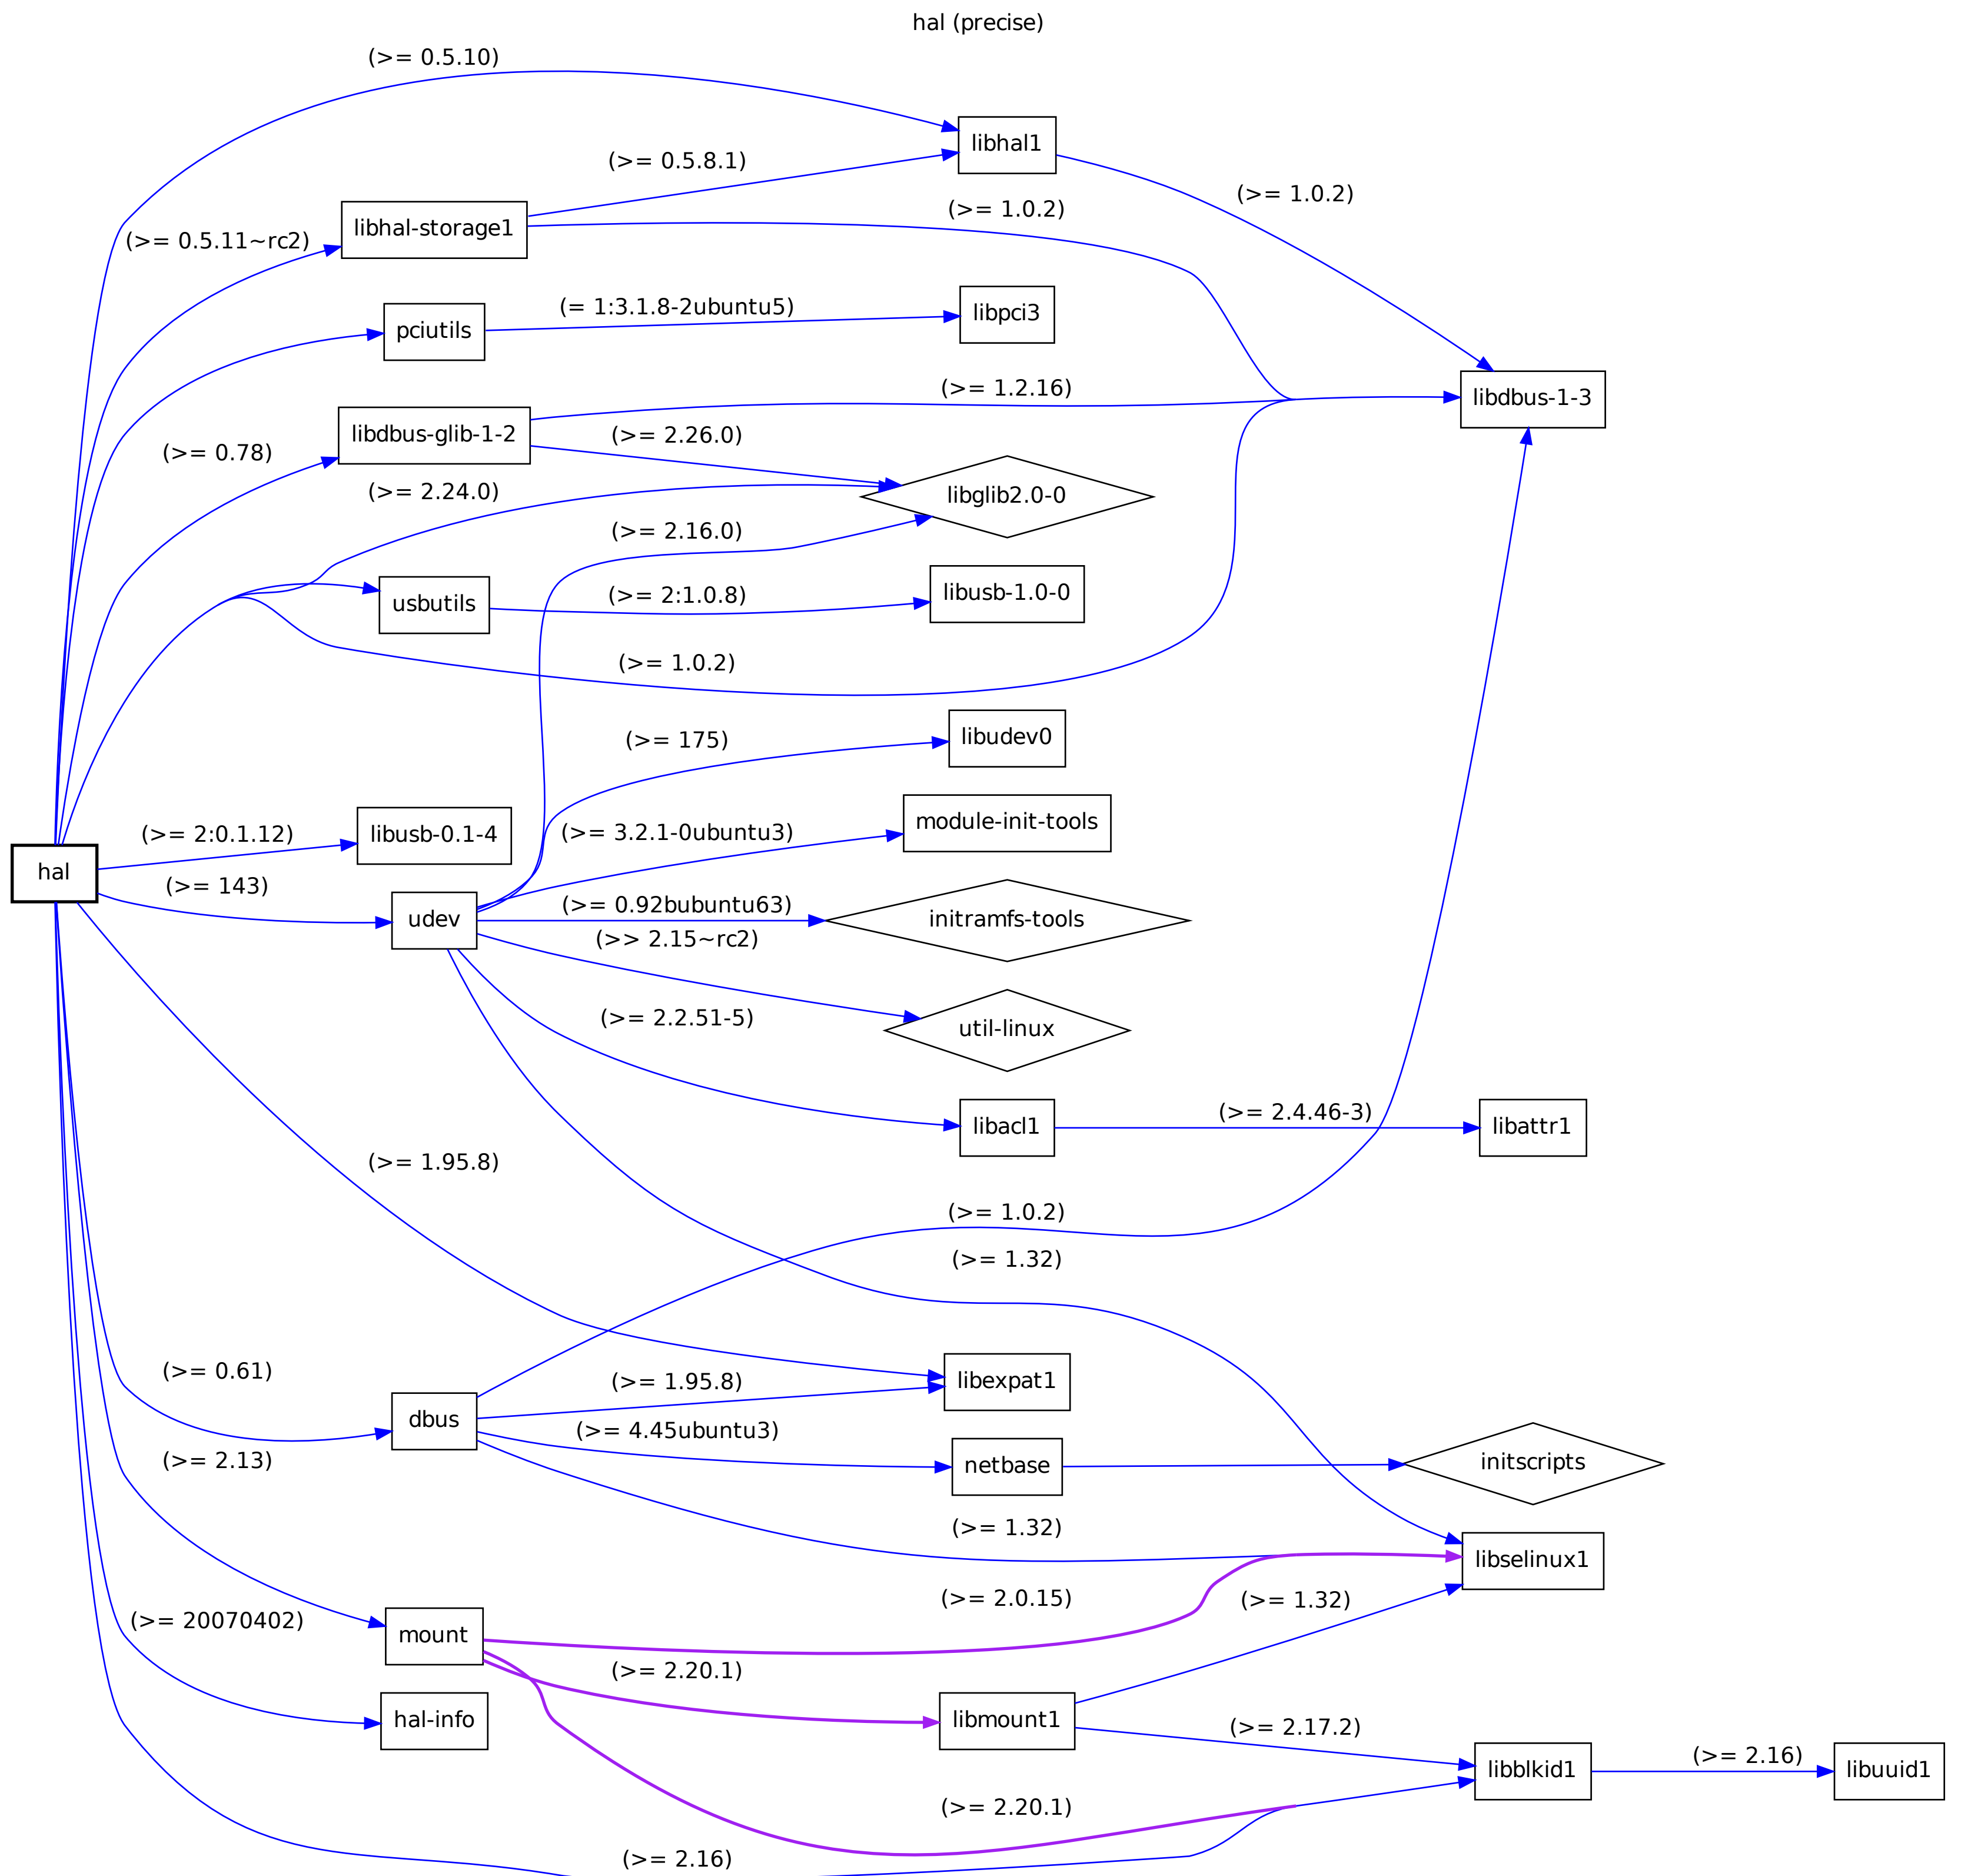 hal (precise)
(>= 0.5.10)
libhal1
(>= 0.5.8.1)
(>= 1.0.2)
(>= 1.0.2)
libhal-storage1
(>= 0.5.11~rc2)
(= 1:3.1.8-2ubuntu5)
libpci3
pciutils
(>= 1.2.16)
libdbus-1-3
libdbus-glib-1-2
(>= 2.26.0)
(>= 0.78)
(>= 2.24.0)
libglib2.0-0
(>= 2.16.0)
usbutils
(>= 2:1.0.8)
libusb-1.0-0
(>= 1.0.2)
(>= 175)
libudev0
module-init-tools
(>= 2:0.1.12)
libusb-0.1-4
(>= 3.2.1-0ubuntu3)
hal
(>= 143)
(>= 0.92bubuntu63)
udev
initramfs-tools
(>> 2.15~rc2)
(>= 2.2.51-5)
util-linux
(>= 2.4.46-3)
libacl1
libattr1
(>= 1.95.8)
(>= 1.0.2)
(>= 1.32)
(>= 0.61)
(>= 1.95.8)
libexpat1
dbus
(>= 4.45ubuntu3)
(>= 2.13)
netbase
initscripts
(>= 1.32)
libselinux1
(>= 2.0.15)
(>= 1.32)
(>= 20070402)
mount
(>= 2.20.1)
hal-info
libmount1
(>= 2.17.2)
(>= 2.16)
libblkid1
libuuid1
(>= 2.20.1)
(>= 2.16)